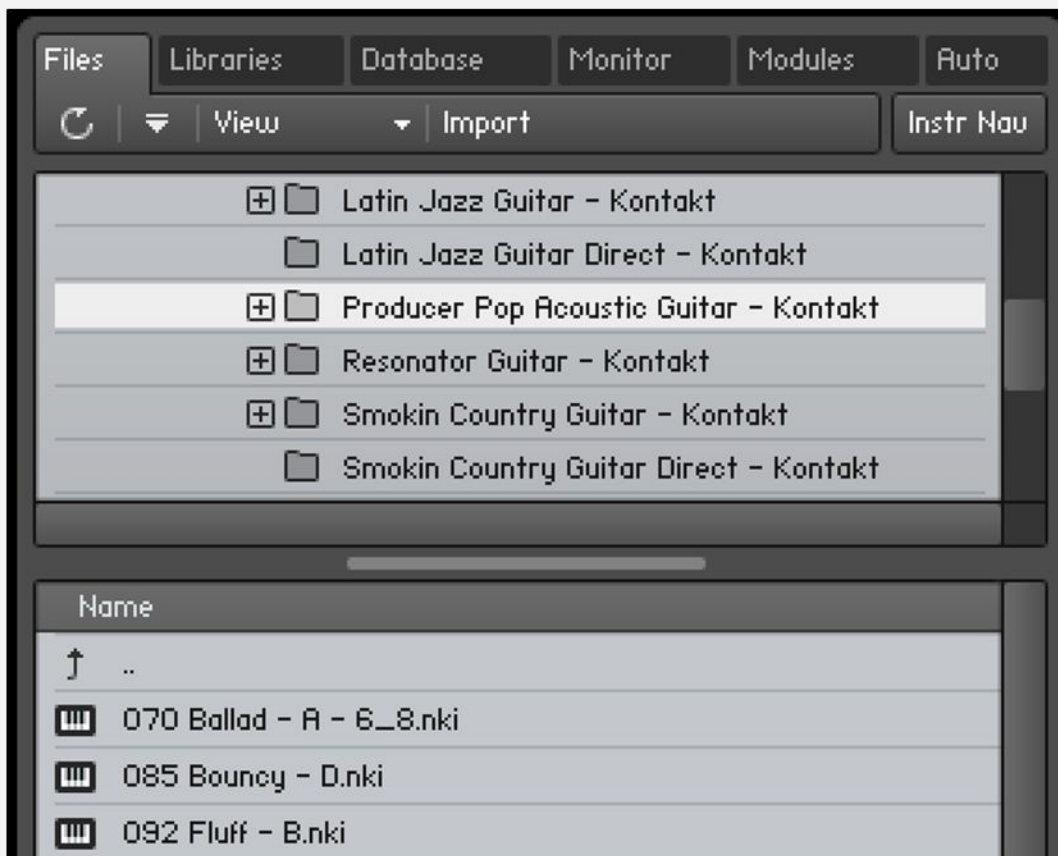 Files Libraries Database Monitor Modules Auto
View Import Instr Nav
Latin Jazz Guitar - Kontakt
Latin Jazz Guitar Direct - Kontakt
Producer Pop Acoustic Guitar - Kontakt
Resonator Guitar - Kontakt
Smokin Country Guitar - Kontakt
Smokin Country Guitar Direct - Kontakt
Name
..
070 Ballad - A - 6_8.nki
085 Bouncy - D.nki
092 Fluff - B.nki